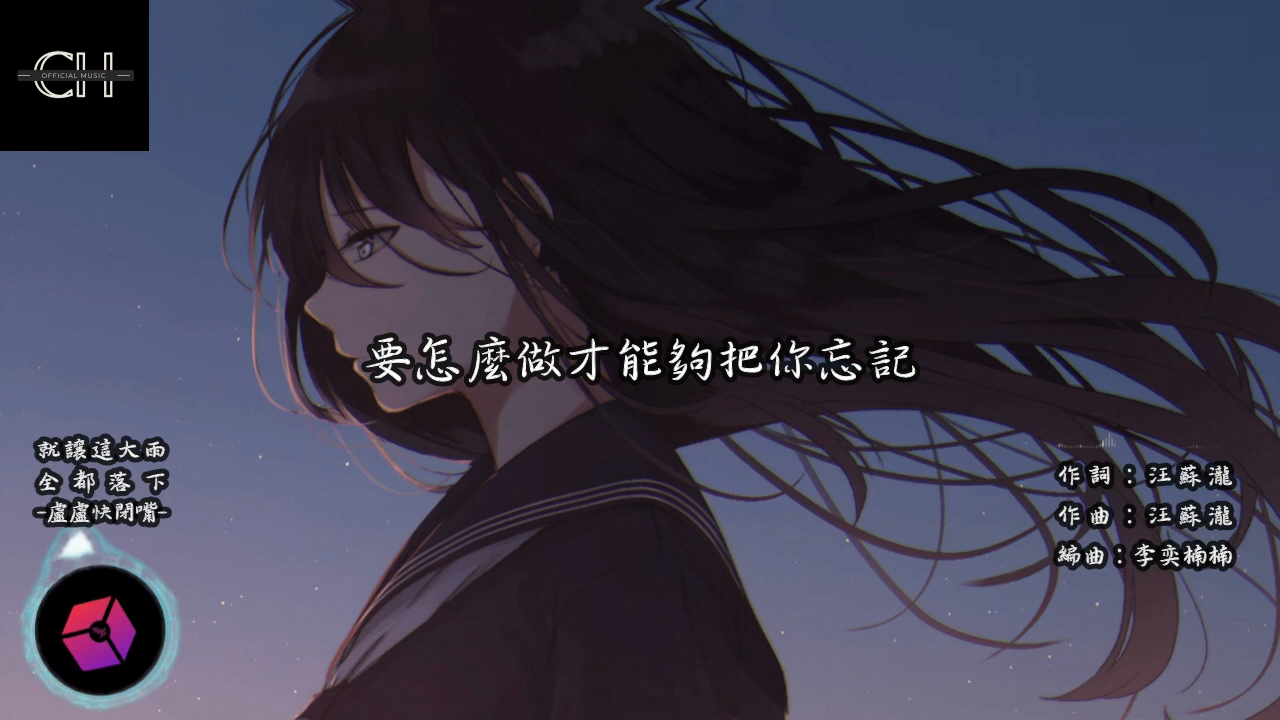 CH
OFFICIAL MUSIC
要怎麼做才能夠把你忘記
就讓這大雨
全都落下
-盧盧快閉嘴-
作詞：汪蘇瀧
作曲：汪蘇瀧
編曲：李奕楠楠